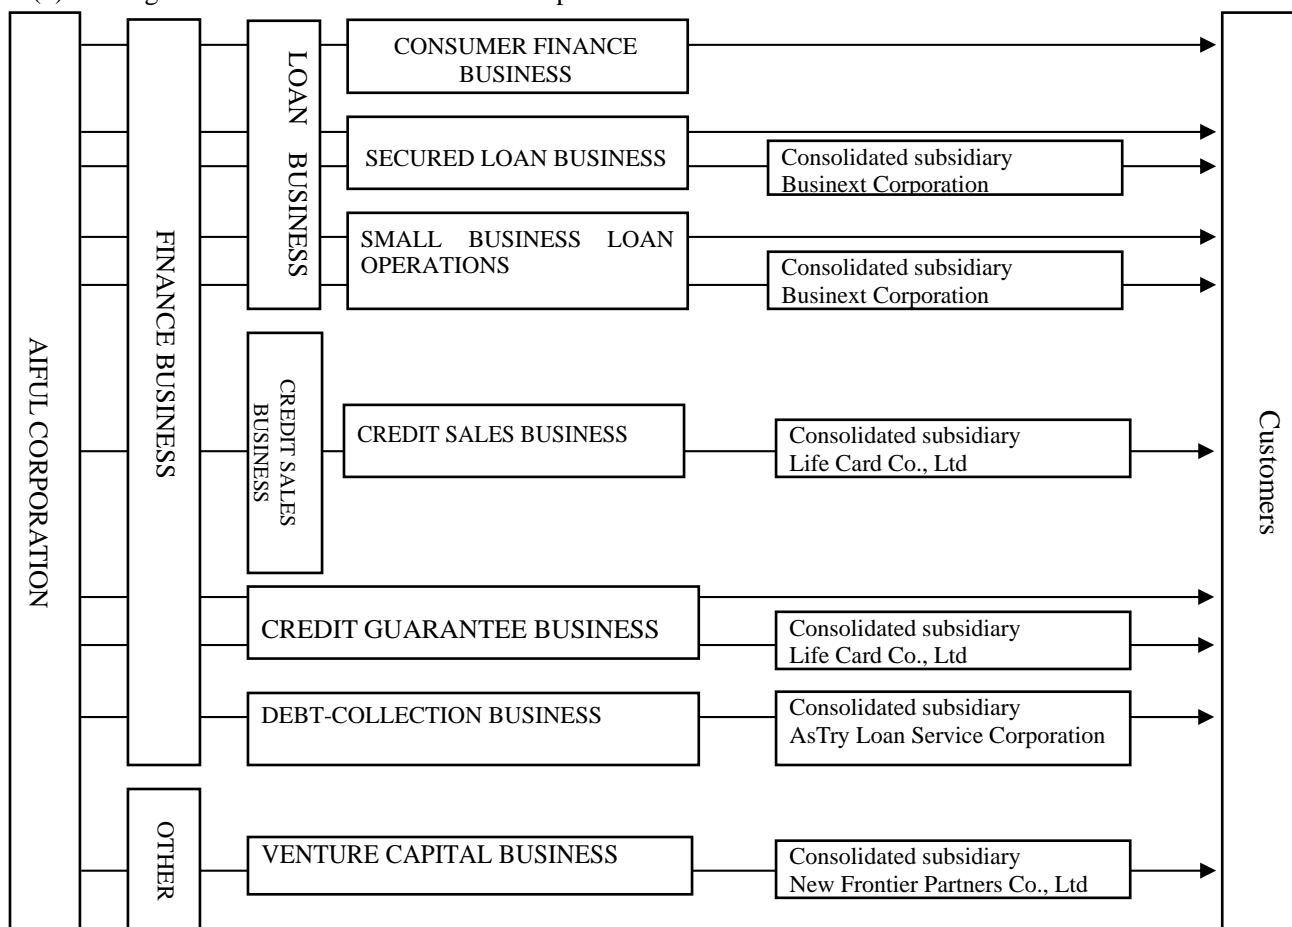 AIFUL CORPORATION
FINANCE BUSINESS
LOAN BUSINESS
CONSUMER FINANCE
BUSINESS
SECURED LOAN BUSINESS
Consolidated subsidiary
Businext Corporation
SMALL BUSINESS LOAN
OPERATIONS
Consolidated subsidiary
Businext Corporation
CREDIT SALES
BUSINESS
CREDIT SALES BUSINESS
Consolidated subsidiary
Life Card Co., Ltd
CREDIT GUARANTEE BUSINESS
Consolidated subsidiary
Life Card Co., Ltd
DEBT-COLLECTION BUSINESS
Consolidated subsidiary
AsTry Loan Service Corporation
OTHER
VENTURE CAPITAL BUSINESS
Consolidated subsidiary
New Frontier Partners Co., Ltd
Customers